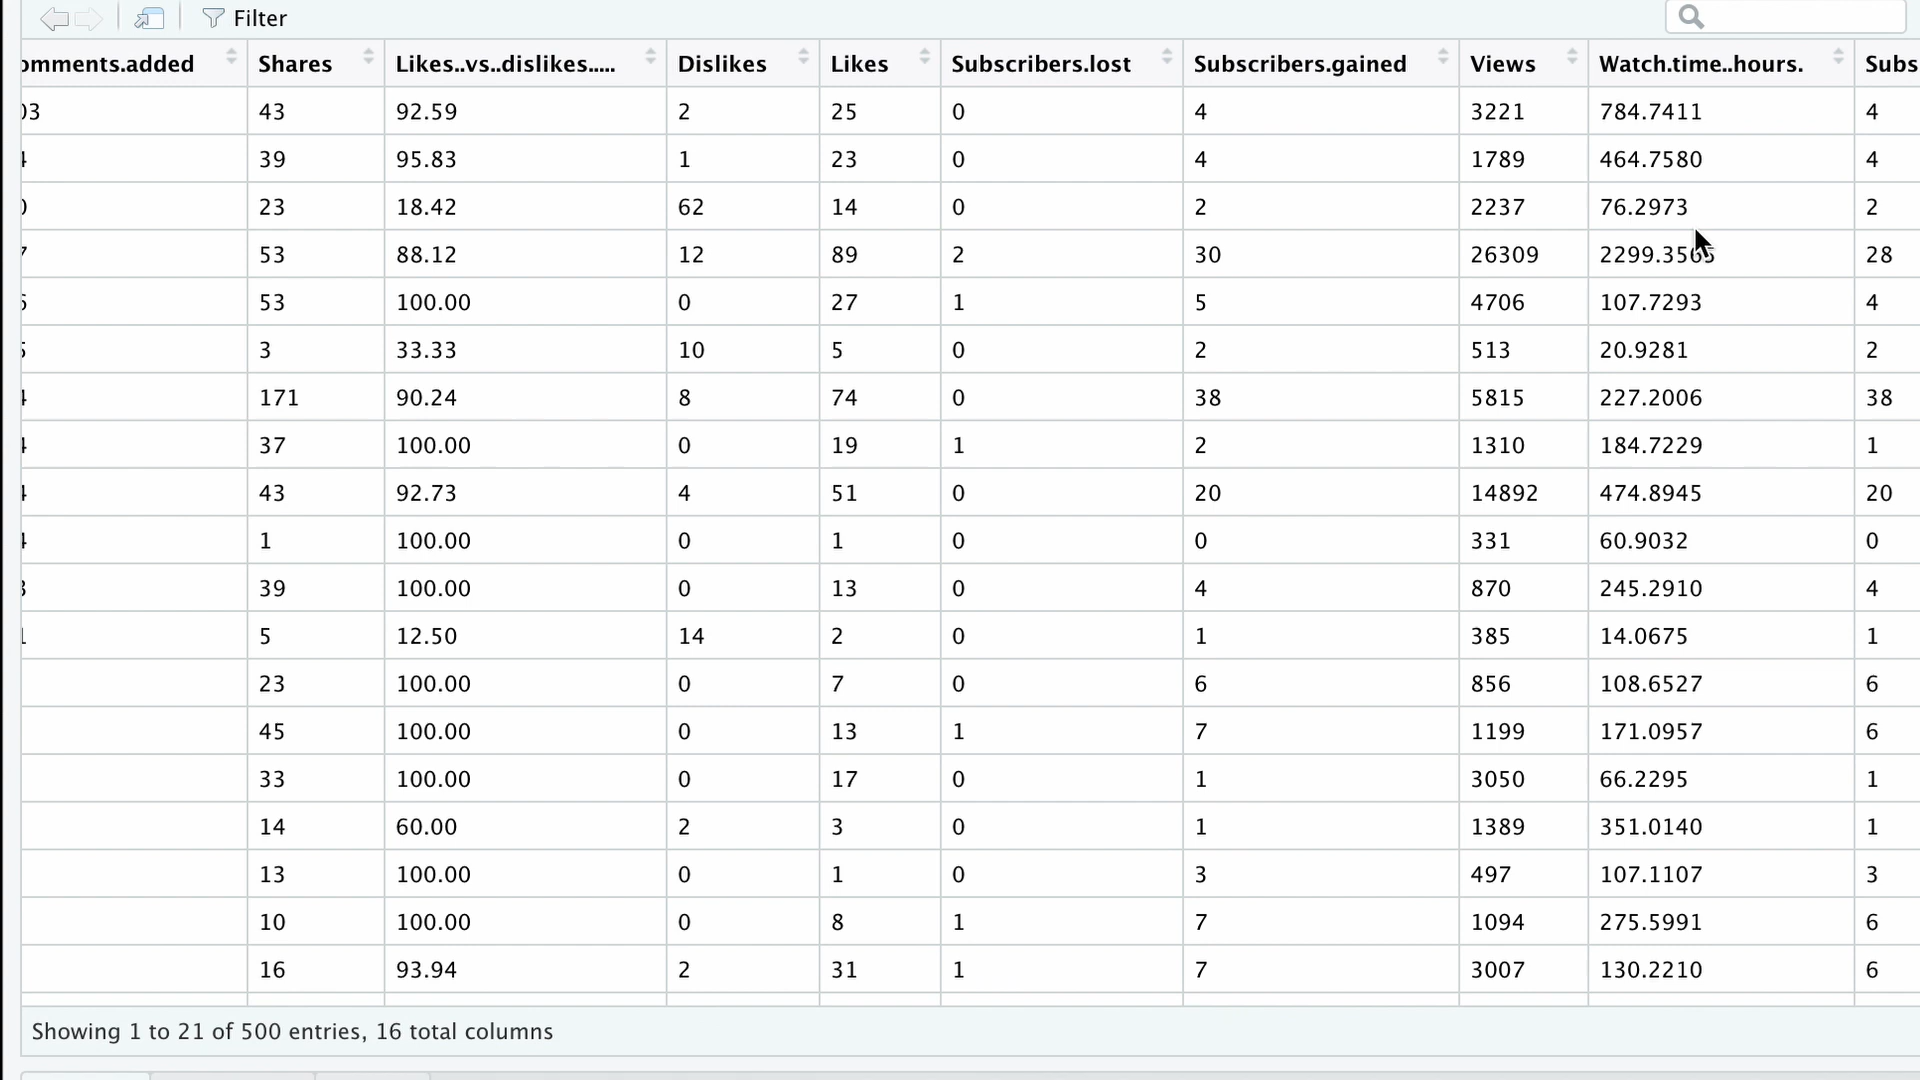 Filter
omments.added Shares Likes..vs..dislikes..... Dislikes Likes Subscribers.lost Subscribers.gained Views Watch.time..hours. Subs
03 43 92.59 2 25 0 4 3221 784.7411 4
4 39 95.83 1 23 0 4 1789 464.7580 4
0 23 18.42 62 14 0 2 2237 76.2973 2
7 53 88.12 12 89 2 30 26309 2299.3565 28
53 100.00 0 27 1 5 4706 107.7293 4
3 33.33 10 5 0 2 513 20.9281 2
4 171 90.24 8 74 0 38 5815 227.2006 38
4 37 100.00 0 19 1 2 1310 184.7229 1
4 43 92.73 4 51 0 20 14892 474.8945 20
4 1 100.00 0 1 0 0 331 60.9032 0
39 100.00 0 13 0 4 870 245.2910 4
1 5 12.50 14 2 0 1 385 14.0675 1
23 100.00 0 7 0 6 856 108.6527 6
45 100.00 0 13 1 7 1199 171.0957 6
33 100.00 0 17 0 1 3050 66.2295 1
14 60.00 2 3 0 1 1389 351.0140 1
13 100.00 0 1 0 3 497 107.1107 3
10 100.00 0 8 1 7 1094 275.5991 6
16 93.94 2 31 1 7 3007 130.2210 6
Showing 1 to 21 of 500 entries, 16 total columns